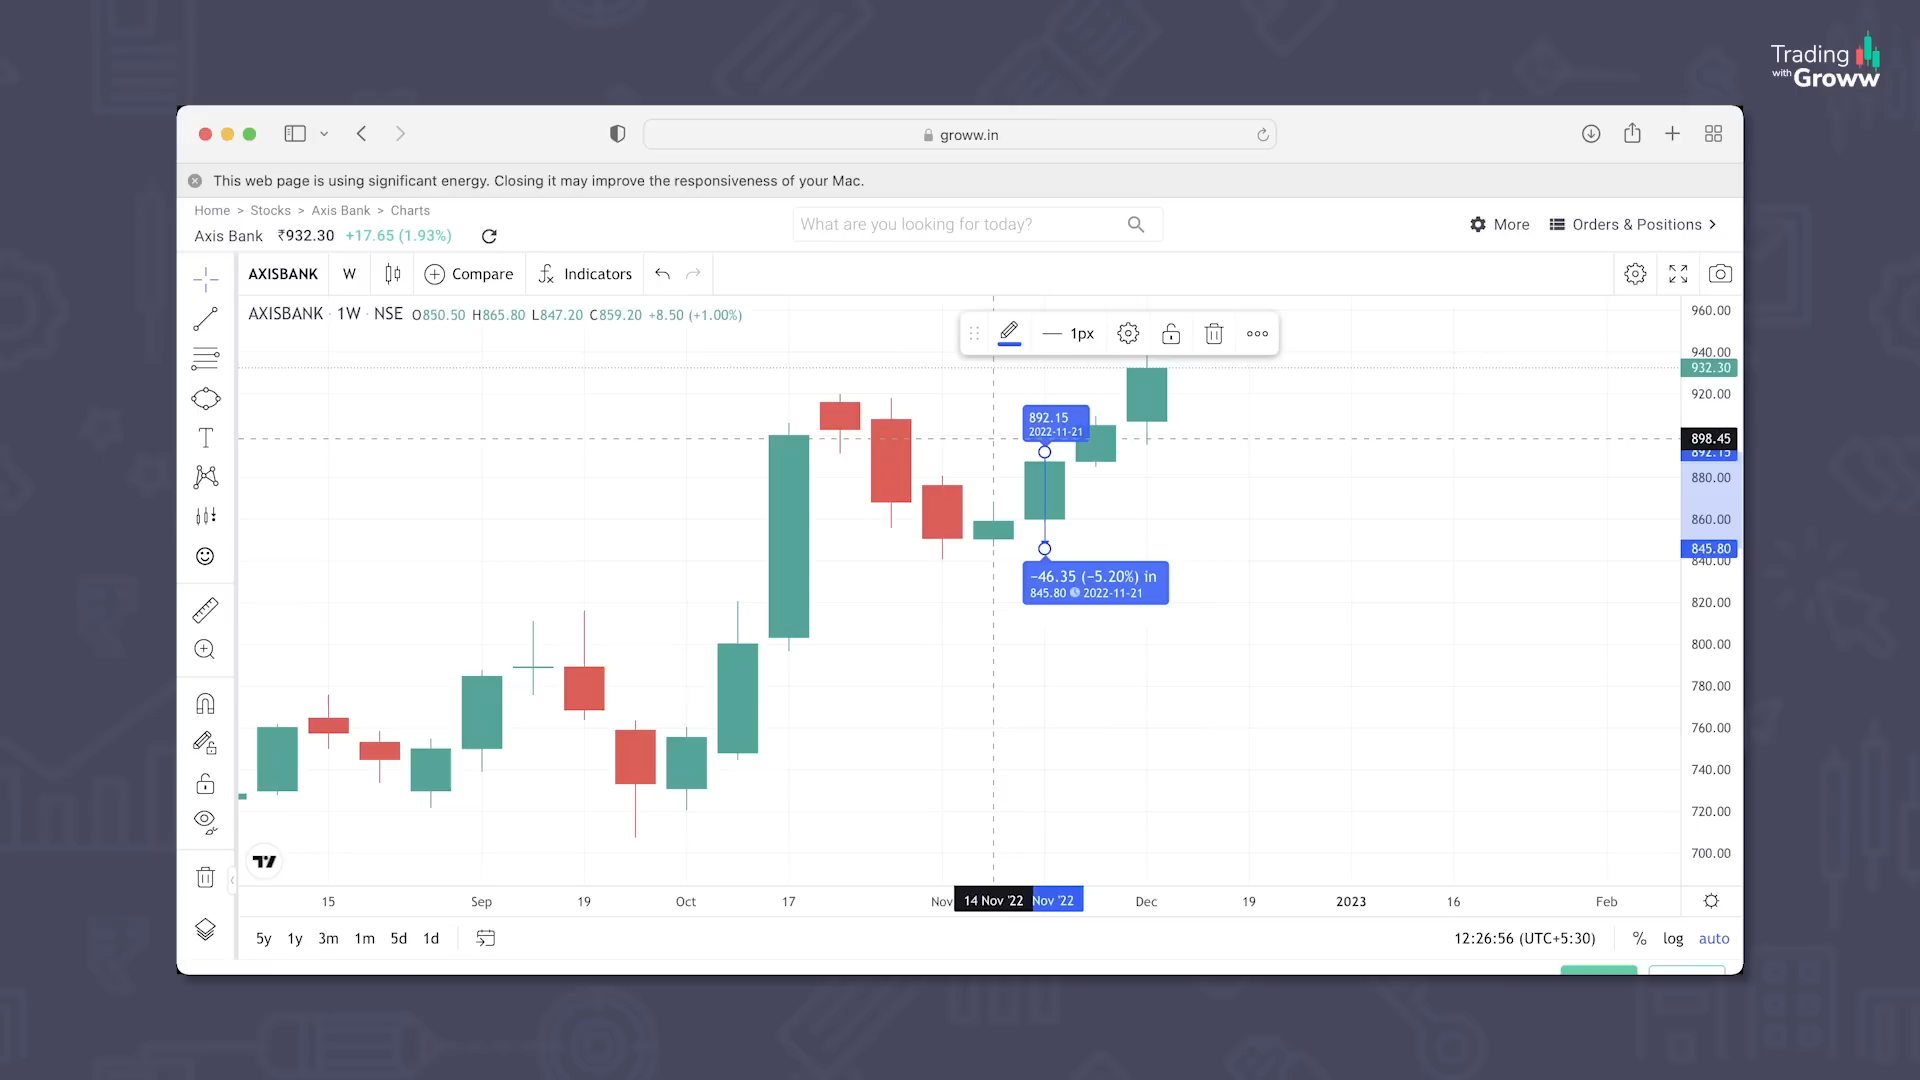 Trading
with Groww
groww.in
This web page is using significant energy. Closing it may improve the responsiveness of your Mac.
Home > Stocks > Axis Bank > Charts
Axis Bank ₹932.30 +17.65 (1.93%)
What are you looking for today?
More
Orders & Positions >
AXISBANK W Compare Indicators
AXISBANK · 1W · NSE O850.50 H865.80 L847.20 C859.20 +8.50 (+1.00%)
1px
960.00
940.00
932.30
920.00
898.45
892.15
880.00
860.00
845.80
840.00
820.00
800.00
780.00
760.00
740.00
720.00
700.00
892.15
2022-11-21
−46.35 (−5.20%) in
845.80 2022-11-21
15 Sep 19 Oct 17 Nov 14 Nov '22 Nov '22 Dec 19 2023 16 Feb
5y 1y 3m 1m 5d 1d
12:26:56 (UTC+5:30) % log auto